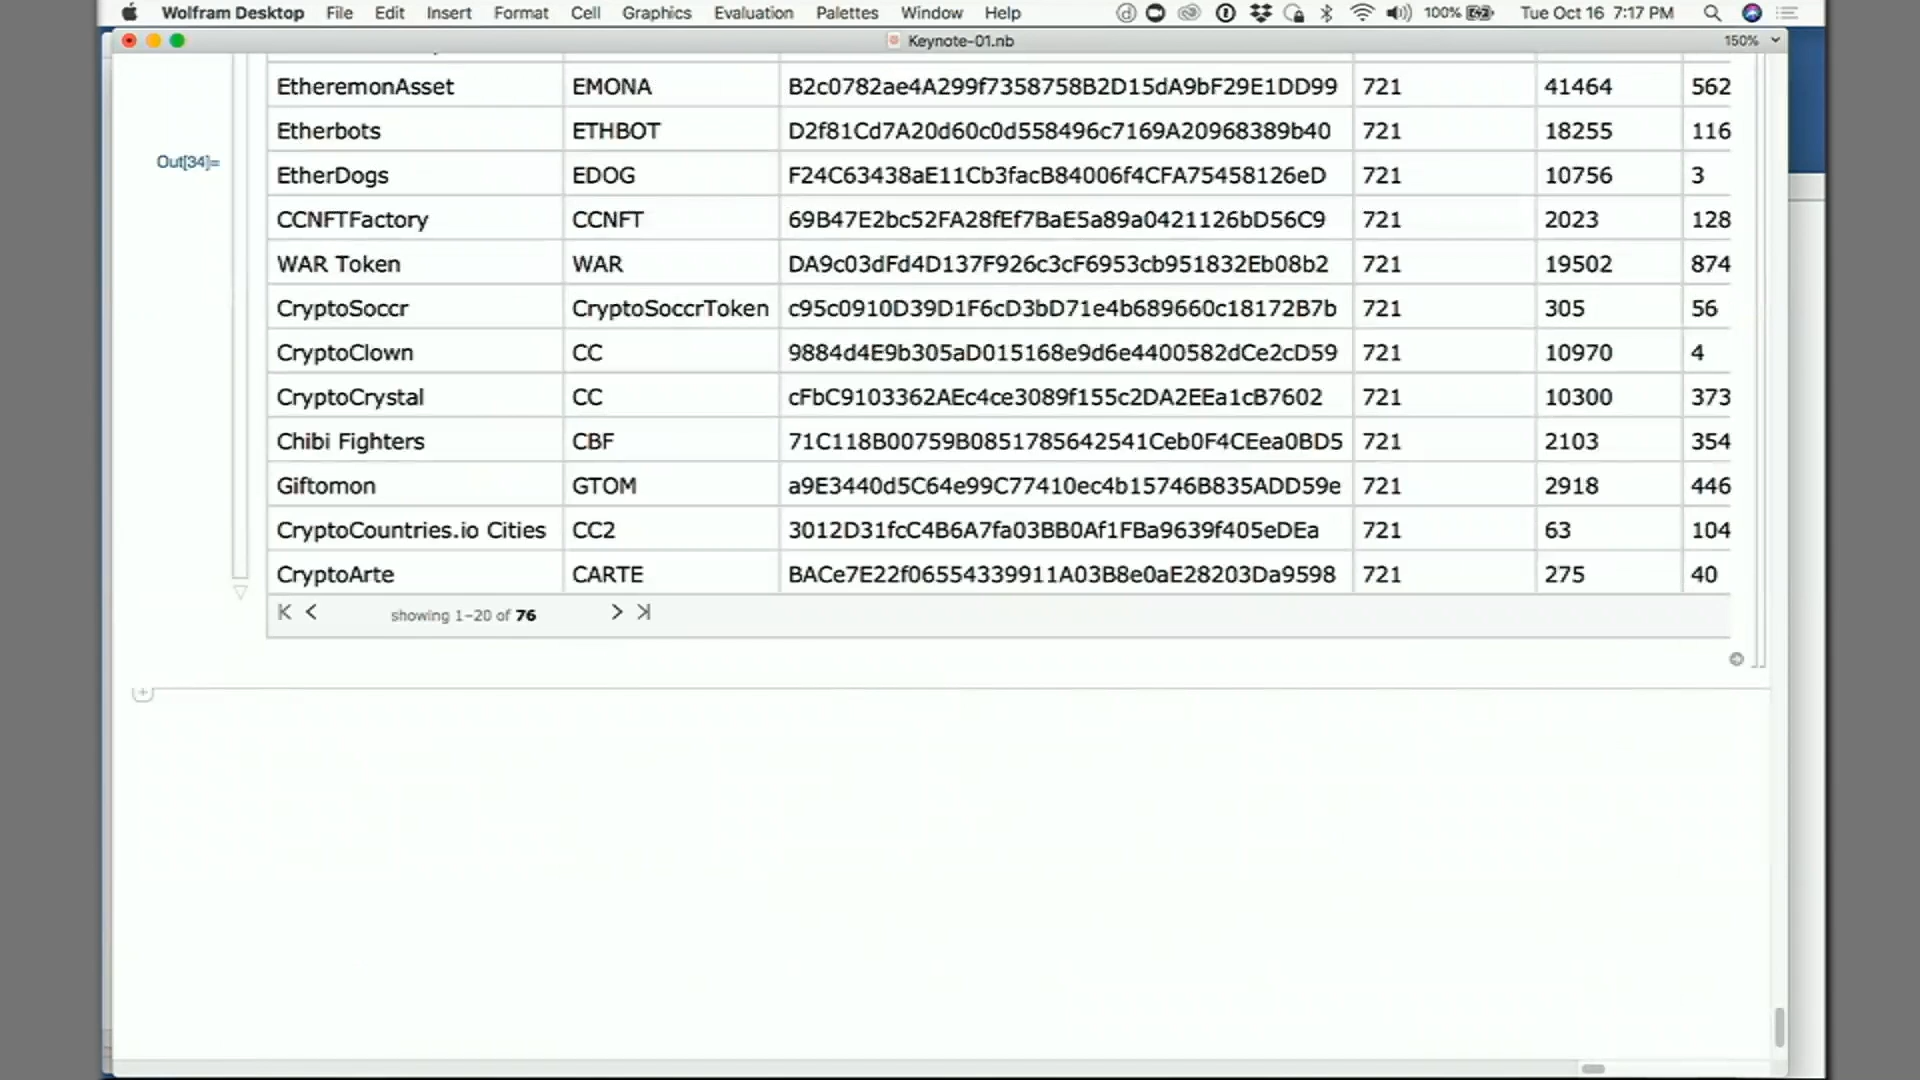 Wolfram Desktop File Edit Insert Format Cell Graphics Evaluation Palettes Window Help 100% Tue Oct 16 7:17 PM
Keynote-01.nb 150%
EtheremonAsset EMONA B2c0782ae4A299f7358758B2D15dA9bF29E1DD99 721 41464 562
Etherbots ETHBOT D2f81Cd7A20d60c0d558496c7169A20968389b40 721 18255 116
Out[34]=
EtherDogs EDOG F24C63438aE11Cb3facB84006f4CFA75458126eD 721 10756 3
CCNFTFactory CCNFT 69B47E2bc52FA28fEf7BaE5a89a0421126bD56C9 721 2023 128
WAR Token WAR DA9c03dFd4D137F926c3cF6953cb951832Eb08b2 721 19502 874
CryptoSoccr CryptoSoccrToken c95c0910D39D1F6cD3bD71e4b689660c18172B7b 721 305 56
CryptoClown CC 9884d4E9b305aD015168e9d6e4400582dCe2cD59 721 10970 4
CryptoCrystal CC cFbC9103362AEc4ce3089f155c2DA2EEa1cB7602 721 10300 373
Chibi Fighters CBF 71C118B00759B0851785642541Ceb0F4CEea0BD5 721 2103 354
Giftomon GTOM a9E3440d5C64e99C77410ec4b15746B835ADD59e 721 2918 446
CryptoCountries.io Cities CC2 3012D31fcC4B6A7fa03BB0Af1FBa9639f405eDEa 721 63 104
CryptoArte CARTE BACe7E22f06554339911A03B8e0aE28203Da9598 721 275 40
showing 1–20 of 76